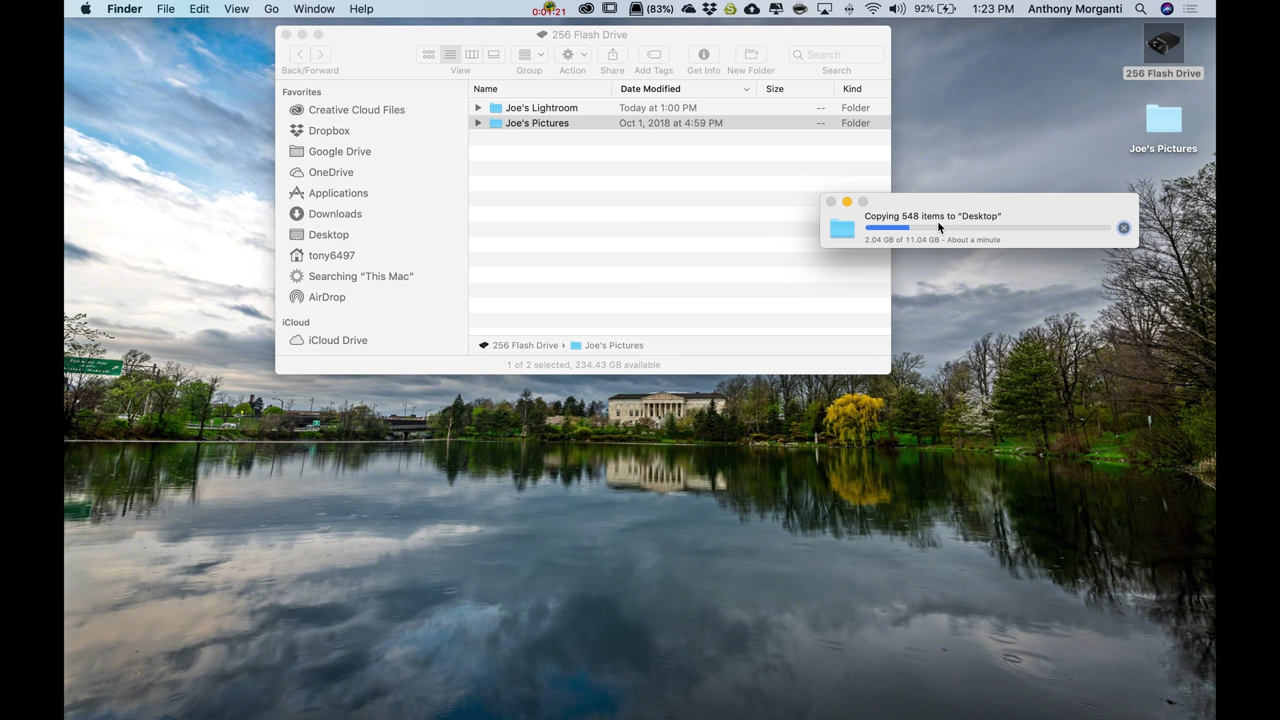 Finder File Edit View Go Window Help 0:01:21 (83%) 92% 1:23 PM Anthony Morganti
256 Flash Drive
Search
Back/Forward View Group Action Share Add Tags Get Info New Folder Search
Favorites
Creative Cloud Files
Dropbox
Google Drive
OneDrive
Applications
Downloads
Desktop
tony6497
Searching “This Mac”
AirDrop
iCloud
iCloud Drive
Name Date Modified Size Kind
Joe's Lightroom Today at 1:00 PM -- Folder
Joe's Pictures Oct 1, 2018 at 4:59 PM -- Folder
256 Flash Drive › Joe's Pictures
1 of 2 selected, 234.43 GB available
Copying 548 items to “Desktop”
2.04 GB of 11.04 GB - About a minute
256 Flash Drive
Joe's Pictures